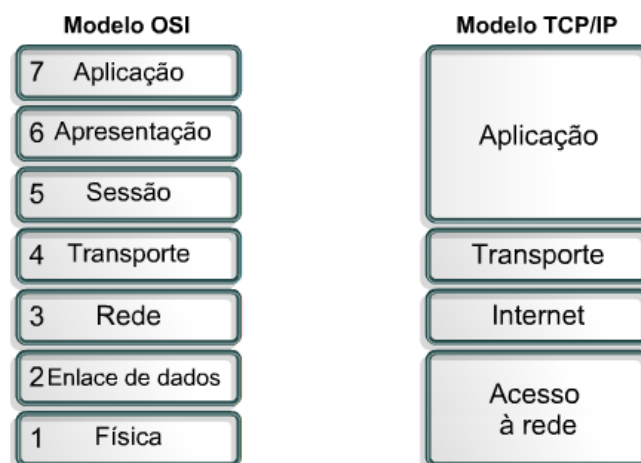 Modelo OSI
7 Aplicação
6 Apresentação
5 Sessão
4 Transporte
3 Rede
2 Enlace de dados
1 Física
Modelo TCP/IP
Aplicação
Transporte
Internet
Acesso
à rede